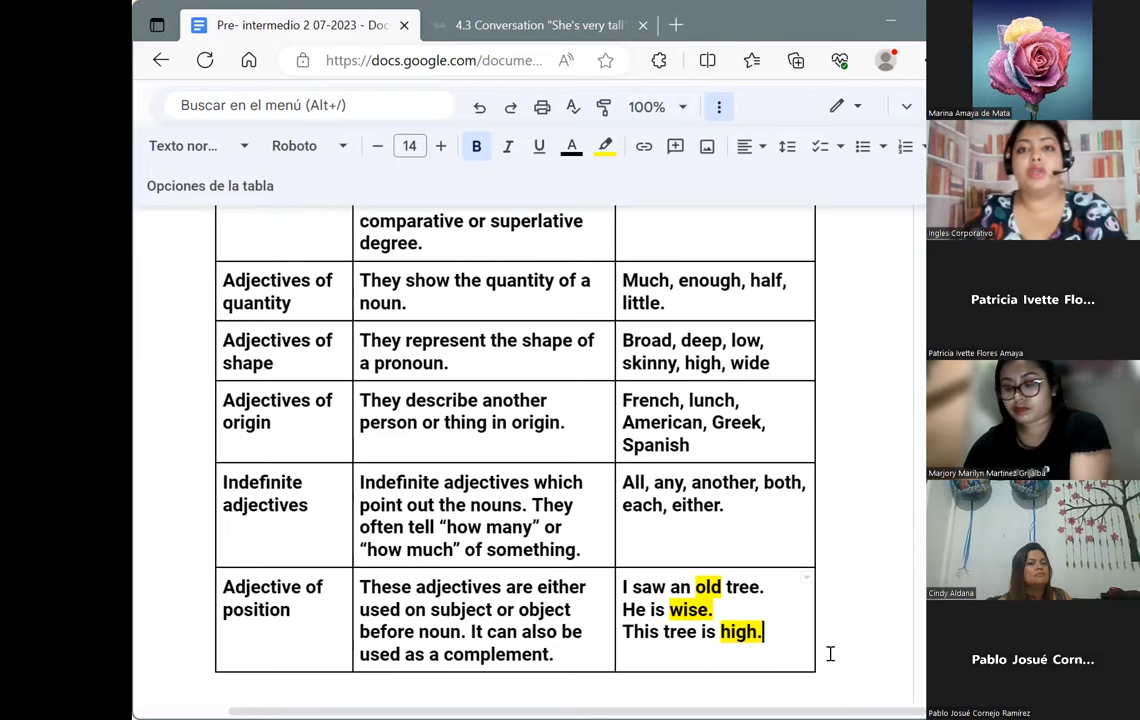 Pre- intermedio 2 07-2023 - Doc
4.3 Conversation "She's very tall"
https://docs.google.com/docume...
Buscar en el menú (Alt+/)
100%
Texto nor...
Roboto
14
Opciones de la tabla
comparative or superlative
degree.
Adjectives of
quantity
They show the quantity of a
noun.
Much, enough, half,
little.
Adjectives of
shape
They represent the shape of
a pronoun.
Broad, deep, low,
skinny, high, wide
Adjectives of
origin
They describe another
person or thing in origin.
French, lunch,
American, Greek,
Spanish
Indefinite
adjectives
Indefinite adjectives which
point out the nouns. They
often tell “how many” or
“how much” of something.
All, any, another, both,
each, either.
Adjective of
position
These adjectives are either
used on subject or object
before noun. It can also be
used as a complement.
I saw an old tree.
He is wise.
This tree is high.
Marina Amaya de Mata
Ingles Corporativo
Patricia Ivette Flo...
Patricia Ivette Flores Amaya
Marjory Marilyn Martinez Grijalba
Cindy Aldana
Pablo Josué Corn...
Pablo Josué Cornejo Ramírez